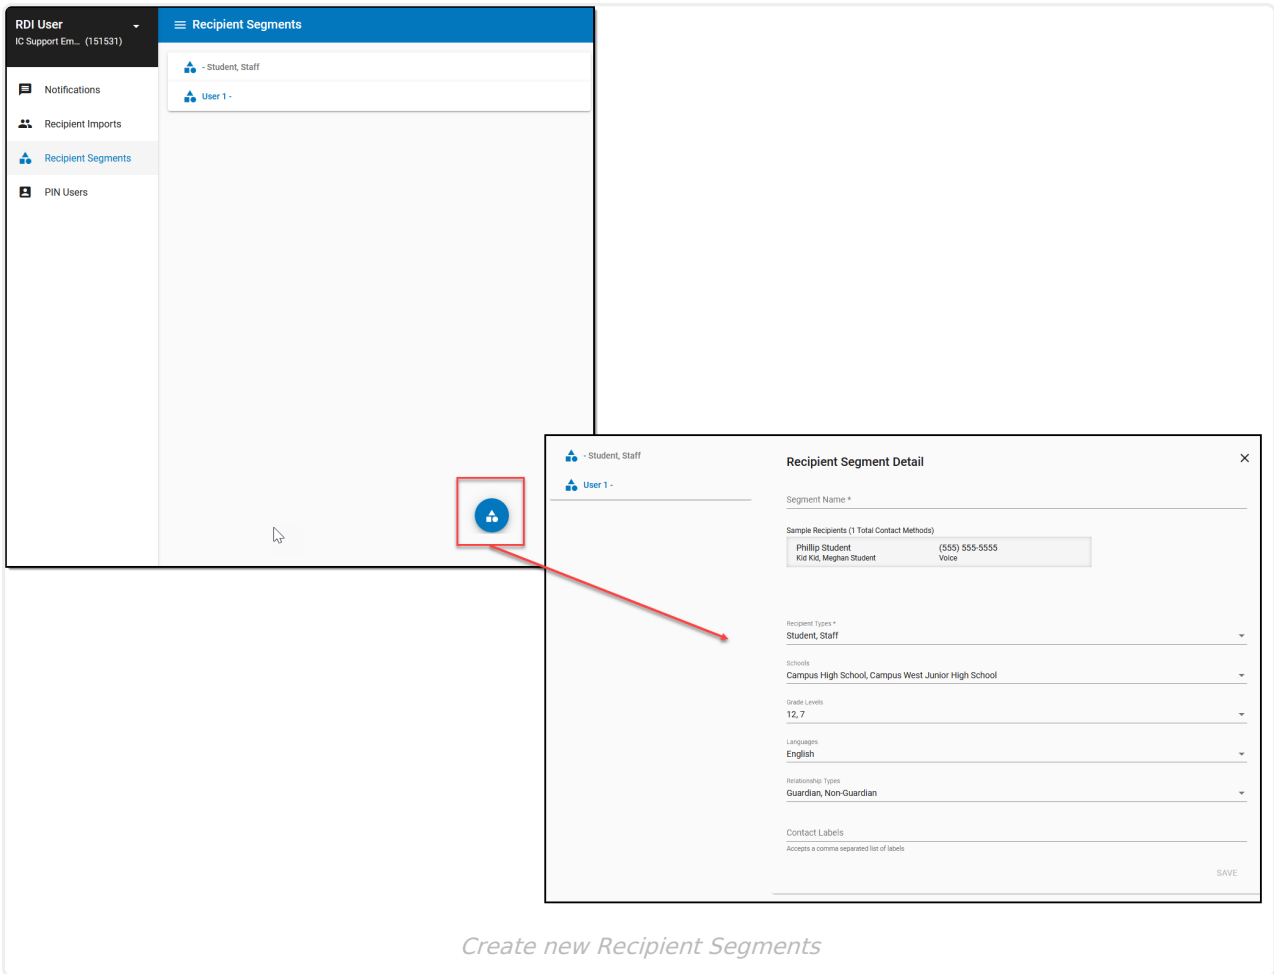 RDI User
IC Support Em... (151531)
Notifications
Recipient Imports
Recipient Segments
PIN Users
Recipient Segments
- Student, Staff
User 1 -
- Student, Staff
User 1 -
Recipient Segment Detail
Segment Name *
Sample Recipients (1 Total Contact Methods)
Phillip Student (555) 555-5555
Kid Kid, Meghan Student Voice
Recipient Types *
Student, Staff
Schools
Campus High School, Campus West Junior High School
Grade Levels
12, 7
Languages
English
Relationship Types
Guardian, Non-Guardian
Contact Labels
Accepts a comma separated list of labels
SAVE
Create new Recipient Segments